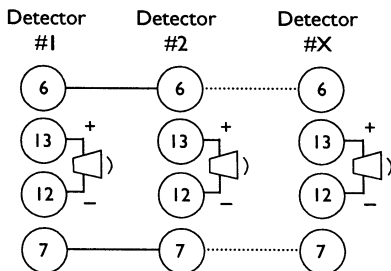 Detector Detector Detector
#1 #2 #X
6 6 6
13 + 13 + 13 +
12 – 12 – 12 –
7 7 7